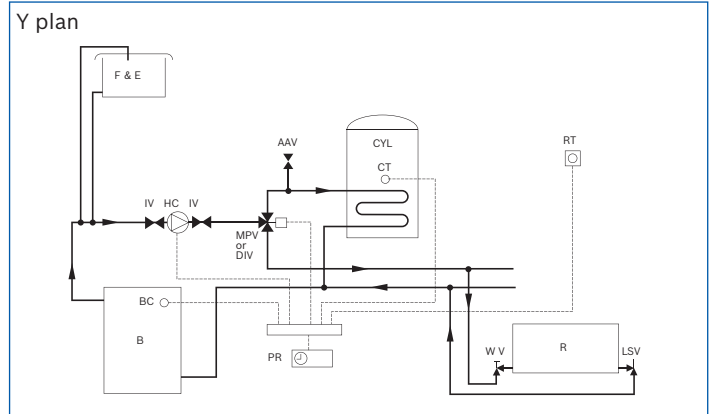 Y plan
F & E
AAV
CYL
CT
RT
IV HC IV
MPV
or
DIV
BC
B
PR
W V
R
LSV